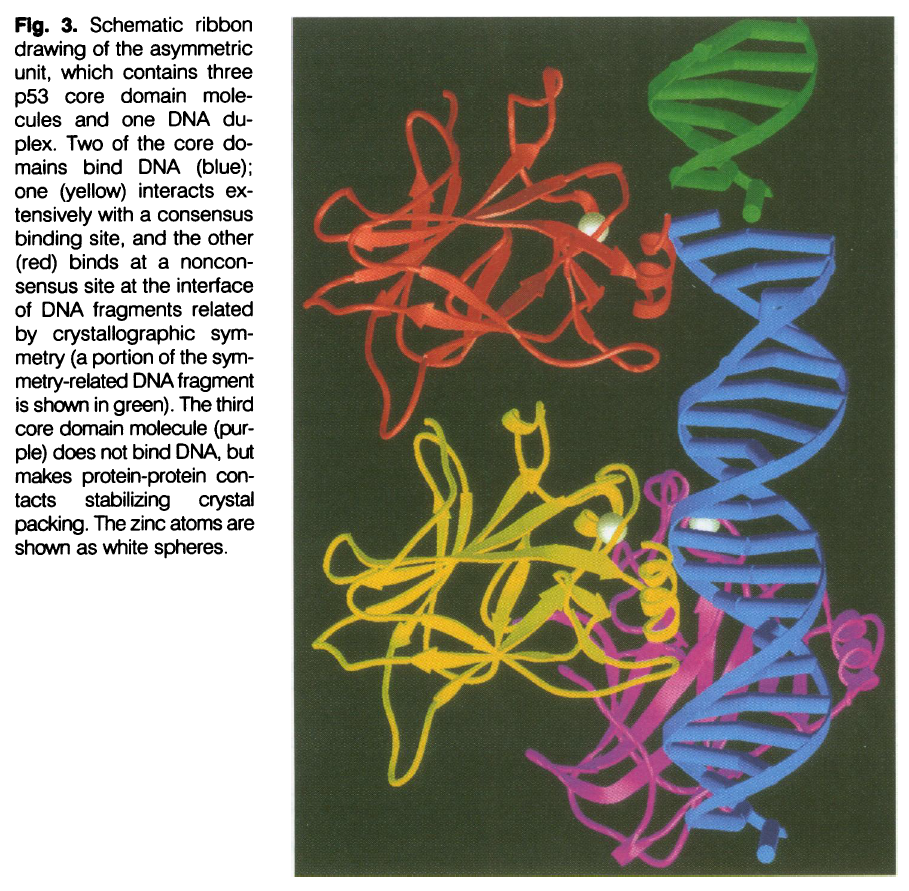 Fig. 3. Schematic ribbon
drawing of the asymmetric
unit, which contains three
p53 core domain mole-
cules and one DNA du-
plex. Two of the core do-
mains bind DNA (blue);
one (yellow) interacts ex-
tensively with a consensus
binding site, and the other
(red) binds at a noncon-
sensus site at the interface
of DNA fragments related
by crystallographic sym-
metry (a portion of the sym-
metry-related DNA fragment
is shown in green). The third
core domain molecule (pur-
ple) does not bind DNA, but
makes protein-protein con-
tacts stabilizing crystal
packing. The zinc atoms are
shown as white spheres.